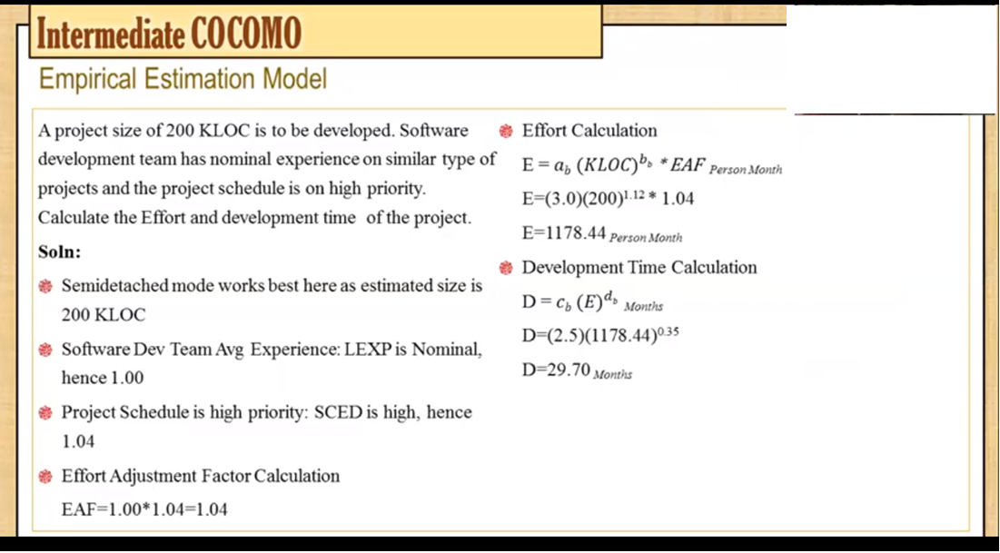 Intermediate COCOMO
Empirical Estimation Model
A project size of 200 KLOC is to be developed. Software
development team has nominal experience on similar type of
projects and the project schedule is on high priority.
Calculate the Effort and development time of the project.
Soln:
Semidetached mode works best here as estimated size is
200 KLOC
Software Dev Team Avg Experience: LEXP is Nominal,
hence 1.00
Project Schedule is high priority: SCED is high, hence
1.04
Effort Adjustment Factor Calculation
EAF=1.00*1.04=1.04
Effort Calculation
E = a_b (KLOC)^{b_b} * EAF Person Month
E=(3.0)(200)^{1.12} * 1.04
E=1178.44 Person Month
Development Time Calculation
D = c_b (E)^{d_b} Months
D=(2.5)(1178.44)^{0.35}
D=29.70 Months